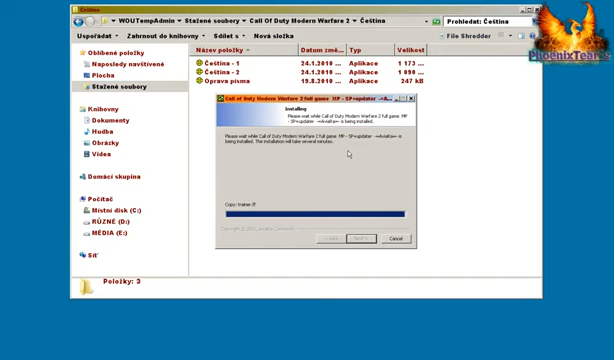 Čeština
WOUTempAdmin ▸ Stažené soubory ▸ Call Of Duty Modern Warfare 2 ▸ Čeština
Prohledat: Čeština
Uspořádat
Zahrnout do knihovny
Sdílet s
Nová složka
File Shredder
PhoenixTeam
Oblíbené položky
Naposledy navštívené
Plocha
Stažené soubory
Knihovny
Dokumenty
Hudba
Obrázky
Videa
Domácí skupina
Počítač
Místní disk (C:)
RŮZNÉ (D:)
MÉDIA (E:)
Síť
Název položky Datum změ... Typ Velikost
Čeština - 1 24.1.2010 ... Aplikace 1 173 ...
Čeština - 2 24.1.2010 ... Aplikace 1 090 ...
Oprava písma 19.8.2010 ... Aplikace 247 kB
Call of Duty Modern Warfare 2 full game MP - SP+updater
Installing
Please wait while Call of Duty Modern Warfare 2 full game MP
- SP+updater is being installed.
Please wait while Call of Duty Modern Warfare 2 full game MP - SP+updater is
being installed. The installation will take several minutes.
Copy: trainer.ff
Cancel
Položky: 3